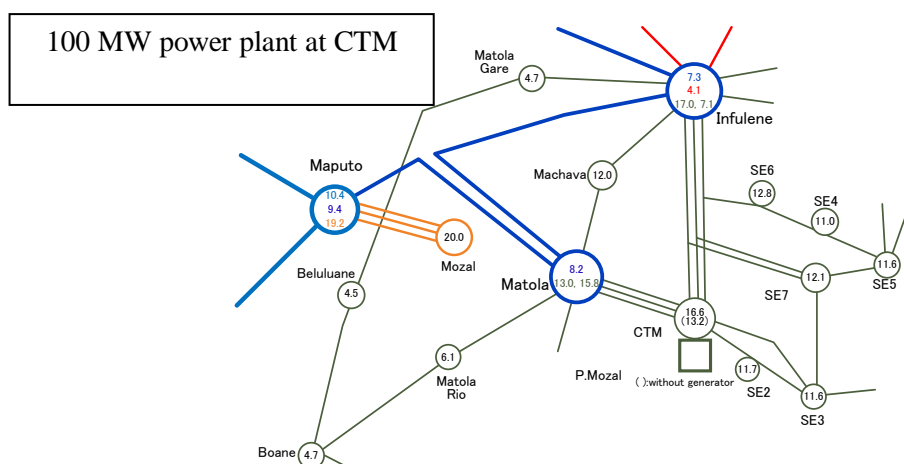 100 MW power plant at CTM
Matola
Gare
4.7
7.3
4.1
17.0, 7.1
Infulene
Maputo
10.4
9.4
19.2
Machava
12.0
SE6
12.8
SE4
11.0
20.0
Mozal
Beluluane
4.5
Matola
8.2
13.0, 15.8
11.6
SE5
12.1
SE7
CTM
16.6
(13.2)
6.1
Matola
Rio
P.Mozal
( ):without generator
11.7
SE2
11.6
SE3
Boane
4.7